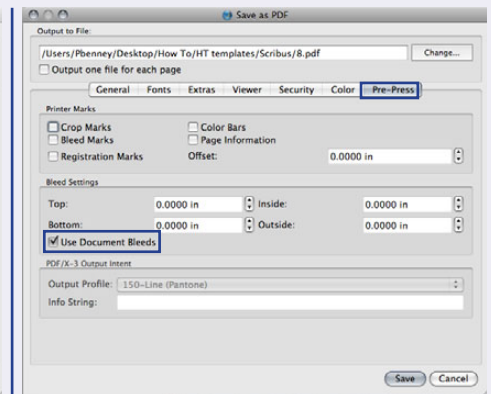 Save as PDF
Output to File:
/Users/Pbenney/Desktop/How To/HT templates/Scribus/8.pdf Change...
Output one file for each page
General Fonts Extras Viewer Security Color Pre-Press
Printer Marks
Crop Marks Color Bars
Bleed Marks Page Information
Registration Marks Offset: 0.0000 in
Bleed Settings
Top: 0.0000 in Inside: 0.0000 in
Bottom: 0.0000 in Outside: 0.0000 in
Use Document Bleeds
PDF/X-3 Output Intent
Output Profile: 150-Line (Pantone)
Info String:
Save Cancel